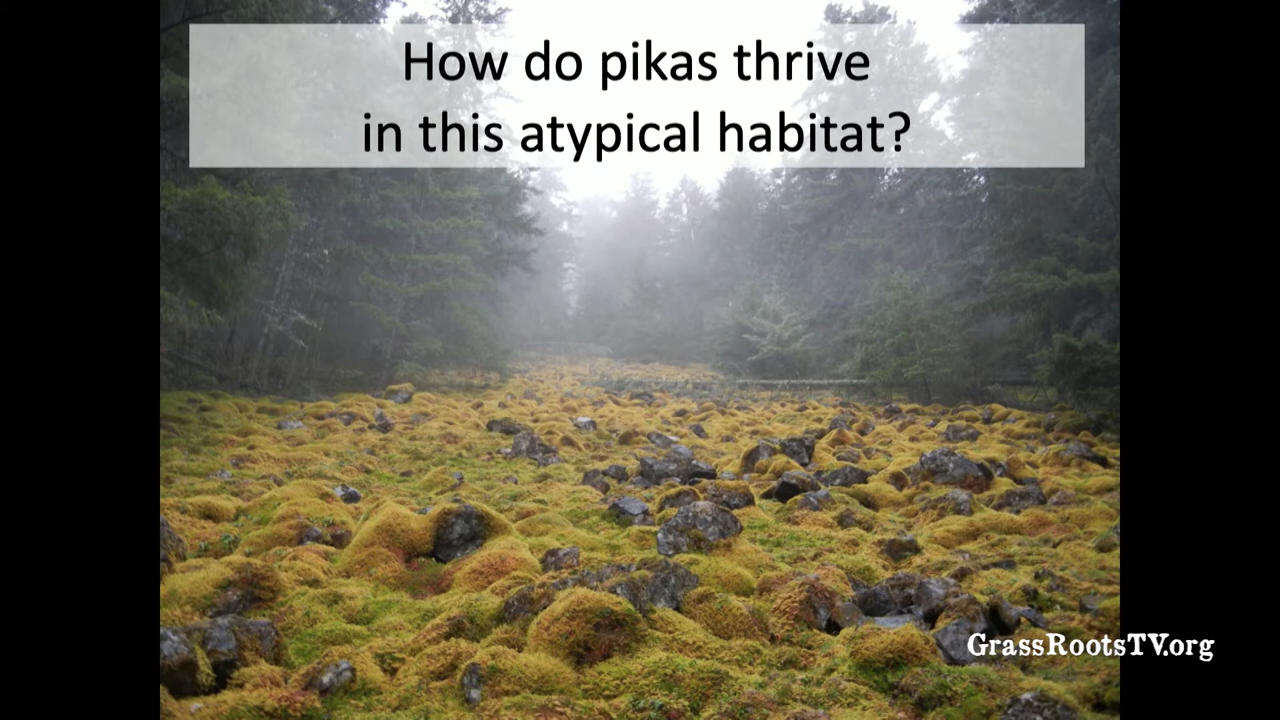 How do pikas thrive
in this atypical habitat?
GrassRootsTV.org